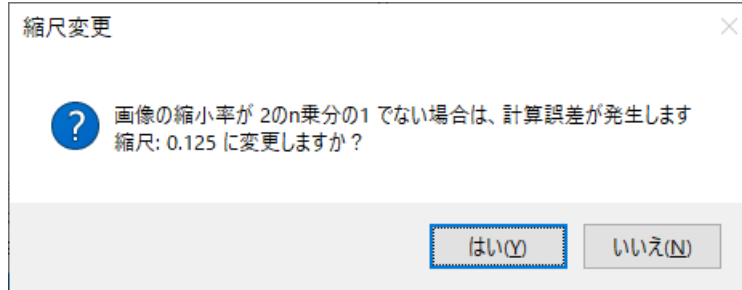 縮尺変更
画像の縮小率が 2のn乗分の1 でない場合は、計算誤差が発生します
縮尺: 0.125 に変更しますか？
はい(Y)
いいえ(N)